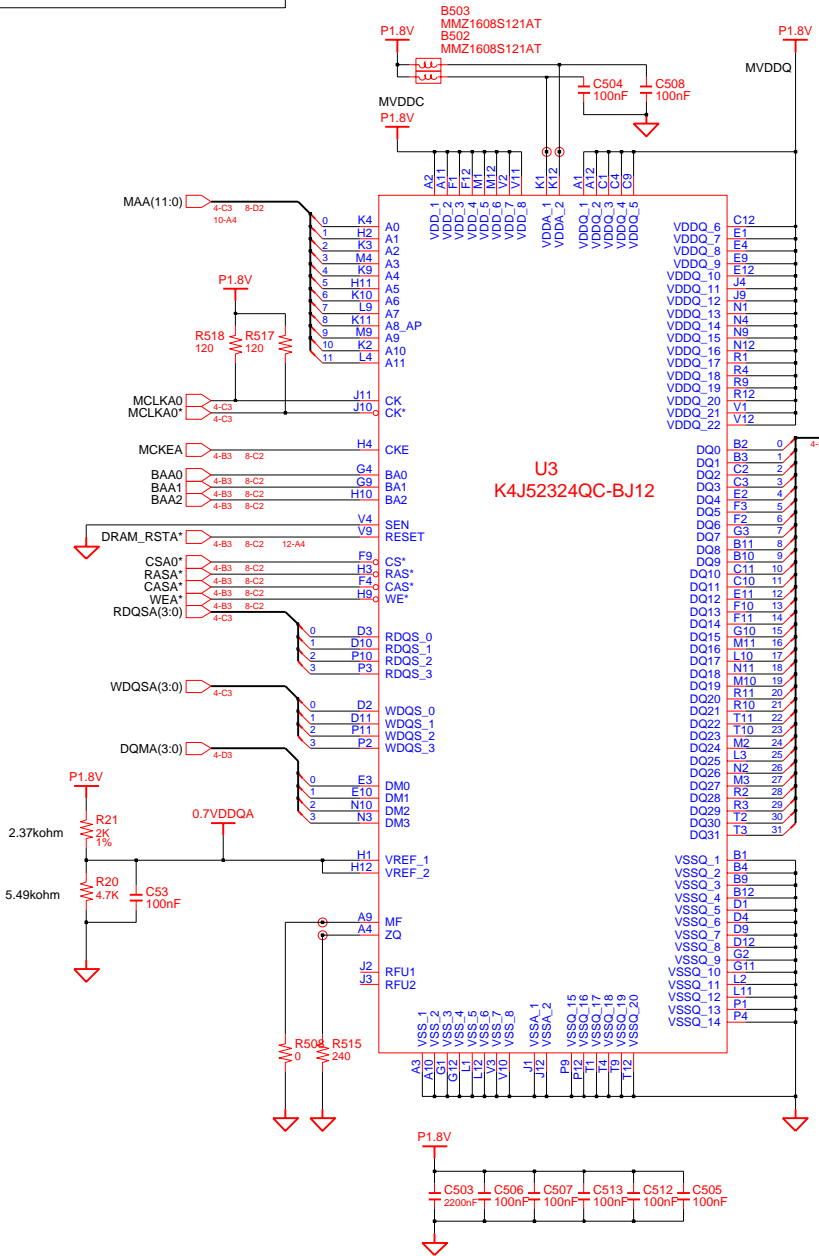 B503
MMZ1608S121AT
B502
MMZ1608S121AT
P1.8V
P1.8V
MVDDQ
C504
100nF
C508
100nF
MVDDC
P1.8V
A2
A11
F1
F12
M1
M12
V2
V11
K1
K12
A1
A12
C1
C4
C9
VDD_1
VDD_2
VDD_3
VDD_4
VDD_5
VDD_6
VDD_7
VDD_8
VDDA_1
VDDA_2
VDDQ_1
VDDQ_2
VDDQ_3
VDDQ_4
VDDQ_5
MAA(11:0)
4-C3 8-D2
10-A4
0 K4 A0
1 H2 A1
2 K3 A2
3 M4 A3
4 K9 A4
5 H11 A5
6 K10 A6
7 L9 A7
8 K11 A8_AP
9 M9 A9
10 K2 A10
11 L4 A11
P1.8V
R518
120
R517
120
MCLKA0 4-C3 J11 CK
MCLKA0* 4-C3 J10 CK*
MCKEA 4-B3 8-C2 H4 CKE
BAA0 4-B3 8-C2 G4 BA0
BAA1 4-B3 8-C2 G9 BA1
BAA2 4-B3 8-C2 H10 BA2
V4 SEN
DRAM_RSTA* 4-B3 8-C2 12-A4 V9 RESET
CSA0* 4-B3 8-C2 F9 CS*
RASA* 4-B3 8-C2 H3 RAS*
CASA* 4-B3 8-C2 F4 CAS*
WEA* 4-B3 8-C2 H9 WE*
RDQSA(3:0) 4-C3
0 D3 RDQS_0
1 D10 RDQS_1
2 P10 RDQS_2
3 P3 RDQS_3
WDQSA(3:0) 4-C3
0 D2 WDQS_0
1 D11 WDQS_1
2 P11 WDQS_2
3 P2 WDQS_3
DQMA(3:0) 4-D3
0 E3 DM0
1 E10 DM1
2 N10 DM2
3 N3 DM3
P1.8V
0.7VDDQA
2.37kohm
R21
2K
1%
5.49kohm
R20
4.7K
C53
100nF
H1 VREF_1
H12 VREF_2
A9 MF
A4 ZQ
J2 RFU1
J3 RFU2
R508
0
R515
240
U3
K4J52324QC-BJ12
VDDQ_6 C12
VDDQ_7 E1
VDDQ_8 E4
VDDQ_9 E9
VDDQ_10 E12
VDDQ_11 J4
VDDQ_12 J9
VDDQ_13 N1
VDDQ_14 N4
VDDQ_15 N9
VDDQ_16 N12
VDDQ_17 R1
VDDQ_18 R4
VDDQ_19 R9
VDDQ_20 R12
VDDQ_21 V1
VDDQ_22 V12
DQ0 B2 0
DQ1 B3 1
DQ2 C2 2
DQ3 C3 3
DQ4 E2 4
DQ5 F3 5
DQ6 F2 6
DQ7 G3 7
DQ8 B11 8
DQ9 B10 9
DQ10 C11 10
DQ11 C10 11
DQ12 E11 12
DQ13 F10 13
DQ14 F11 14
DQ15 G10 15
DQ16 M11 16
DQ17 L10 17
DQ18 N11 18
DQ19 M10 19
DQ20 R11 20
DQ21 R10 21
DQ22 T11 22
DQ23 T10 23
DQ24 M2 24
DQ25 L3 25
DQ26 N2 26
DQ27 M3 27
DQ28 R2 28
DQ29 R3 29
DQ30 T2 30
DQ31 T3 31
VSSQ_1 B1
VSSQ_2 B4
VSSQ_3 B9
VSSQ_4 B12
VSSQ_5 D1
VSSQ_6 D4
VSSQ_7 D9
VSSQ_8 D12
VSSQ_9 G2
VSSQ_10 G11
VSSQ_11 L2
VSSQ_12 L11
VSSQ_13 P1
VSSQ_14 P4
VSS_1
VSS_2
VSS_3
VSS_4
VSS_5
VSS_6
VSS_7
VSS_8
VSSA_1
VSSA_2
VSSQ_15
VSSQ_16
VSSQ_17
VSSQ_18
VSSQ_19
VSSQ_20
A3
A10
G1
G12
L1
L12
V3
V10
J1
J12
P9
P12
T1
T4
T9
T12
P1.8V
C503
2200nF
C506
100nF
C507
100nF
C513
100nF
C512
100nF
C505
100nF